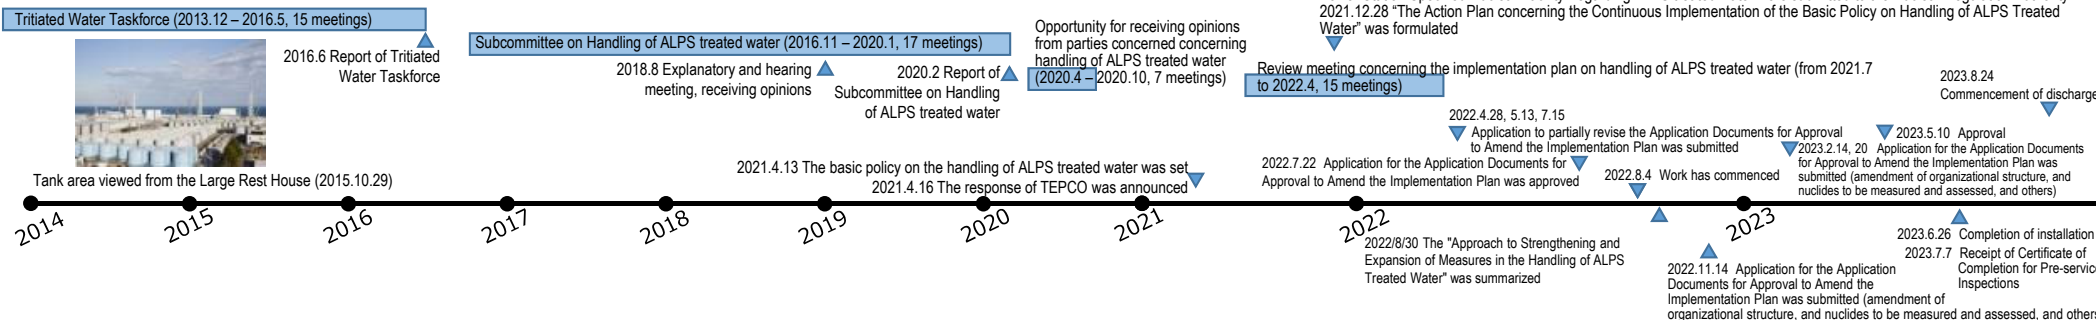 Tritiated Water Taskforce (2013.12 – 2016.5, 15 meetings)
2016.6 Report of Tritiated
Water Taskforce
Tank area viewed from the Large Rest House (2015.10.29)
Subcommittee on Handling of ALPS treated water (2016.11 – 2020.1, 17 meetings)
2018.8 Explanatory and hearing
meeting, receiving opinions
2020.2 Report of
Subcommittee on Handling
of ALPS treated water
Opportunity for receiving opinions
from parties concerned concerning
handling of ALPS treated water
(2020.4 – 2020.10, 7 meetings)
2021.4.13 The basic policy on the handling of ALPS treated water was set
2021.4.16 The response of TEPCO was announced
2021.12.28 “The Action Plan concerning the Continuous Implementation of the Basic Policy on Handling of ALPS Treated
Water” was formulated
Review meeting concerning the implementation plan on handling of ALPS treated water (from 2021.7
to 2022.4, 15 meetings)
2022.4.28, 5.13, 7.15
Application to partially revise the Application Documents for Approval
to Amend the Implementation Plan was submitted
2022.7.22 Application for the Application Documents for
Approval to Amend the Implementation Plan was approved
2022.8.4 Work has commenced
2023.8.24
Commencement of discharge
2023.5.10 Approval
2023.2.14, 20 Application for the Application Documents
for Approval to Amend the Implementation Plan was
submitted (amendment of organizational structure, and
nuclides to be measured and assessed, and others)
2014
2015
2016
2017
2018
2019
2020
2021
2022
2023
2022/8/30 The "Approach to Strengthening and
Expansion of Measures in the Handling of ALPS
Treated Water" was summarized
2022.11.14 Application for the Application
Documents for Approval to Amend the
Implementation Plan was submitted (amendment of
organizational structure, and nuclides to be measured and assessed, and others
2023.6.26 Completion of installation
2023.7.7 Receipt of Certificate of
Completion for Pre-service
Inspections